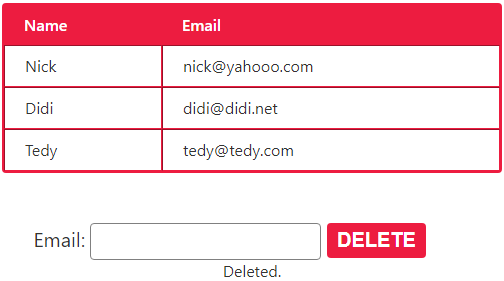 Name Email
Nick nick@yahooo.com
Didi didi@didi.net
Tedy tedy@tedy.com
Email: DELETE
Deleted.